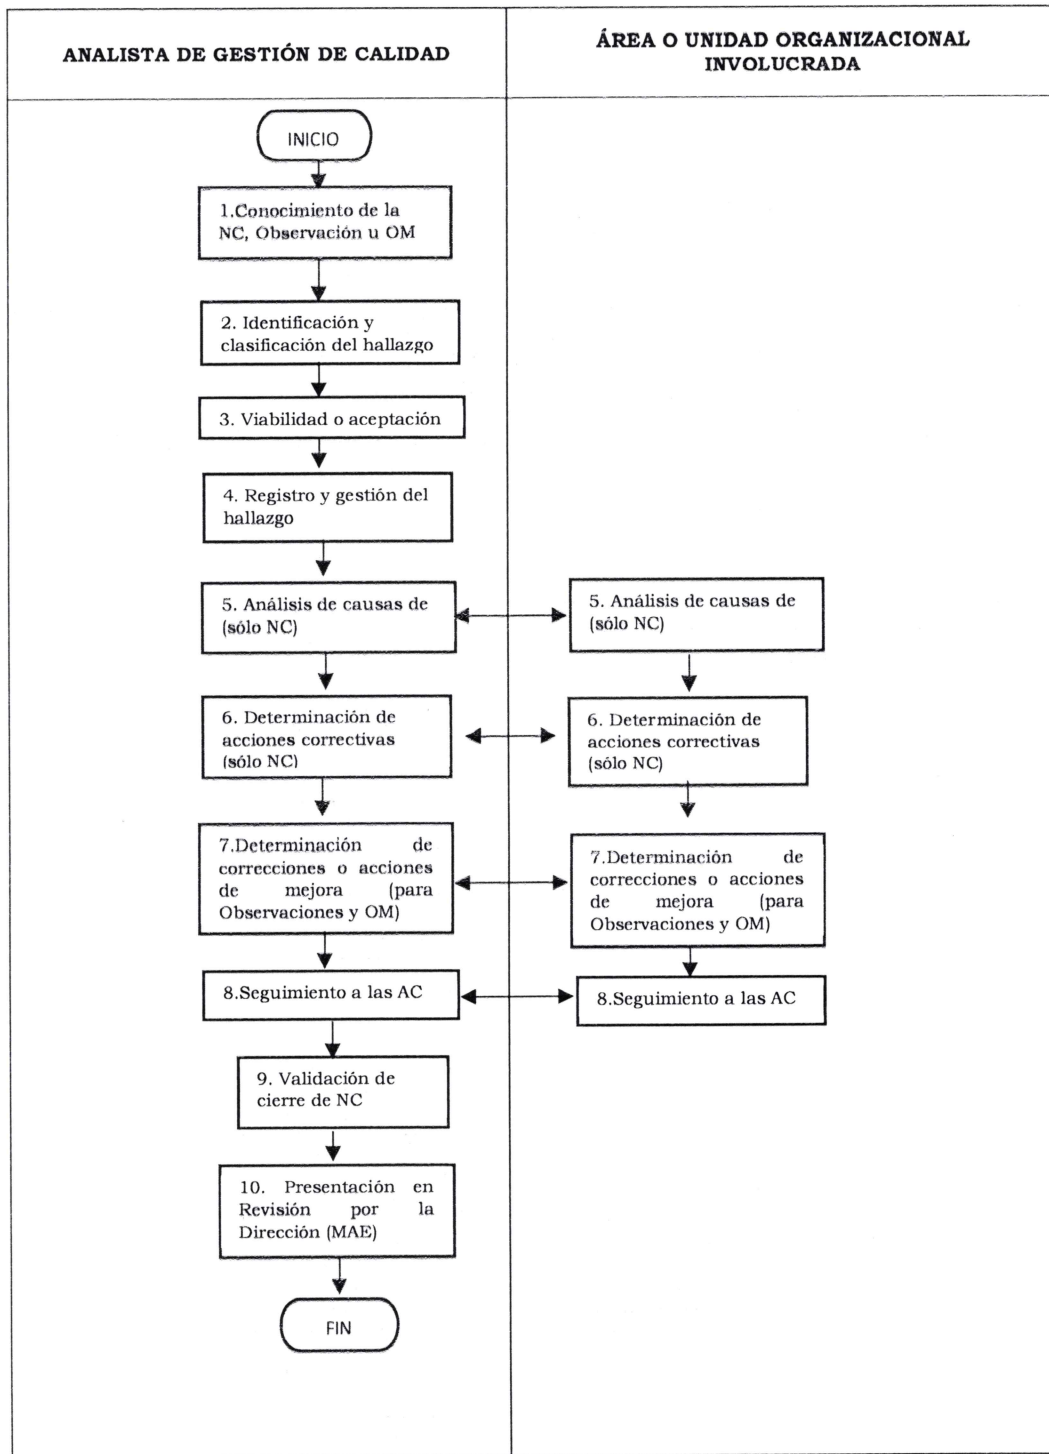 ANALISTA DE GESTIÓN DE CALIDAD
ÁREA O UNIDAD ORGANIZACIONAL
INVOLUCRADA
INICIO
1.Conocimiento de la
NC, Observación u OM
2. Identificación y
clasificación del hallazgo
3. Viabilidad o aceptación
4. Registro y gestión del
hallazgo
5. Análisis de causas de
(sólo NC)
5. Análisis de causas de
(sólo NC)
6. Determinación de
acciones correctivas
(sólo NC)
6. Determinación de
acciones correctivas
(sólo NC)
7.Determinación de
correcciones o acciones
de mejora (para
Observaciones y OM)
7.Determinación de
correcciones o acciones
de mejora (para
Observaciones y OM)
8.Seguimiento a las AC
8.Seguimiento a las AC
9. Validación de
cierre de NC
10. Presentación en
Revisión por la
Dirección (MAE)
FIN